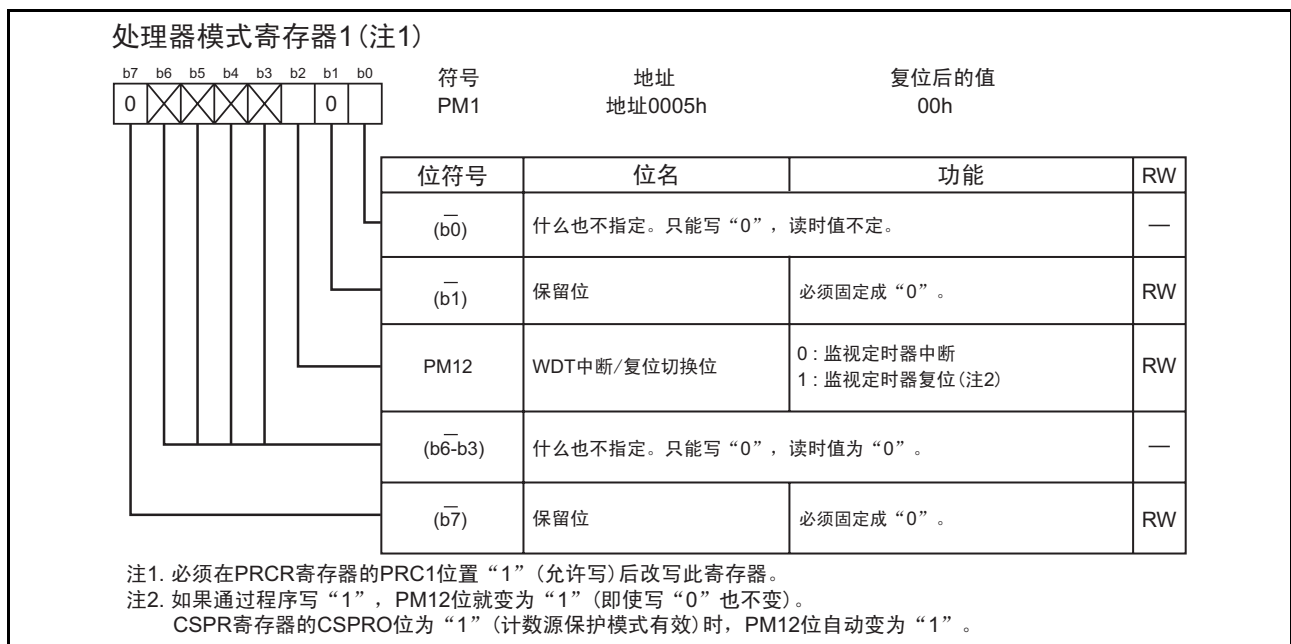 处理器模式寄存器1(注1)
b7 b6 b5 b4 b3 b2 b1 b0
0 0
符号 地址 复位后的值
PM1 地址0005h 00h
位符号 位名 功能 RW
—
(b0) 什么也不指定。只能写“0”，读时值不定。 —
—
(b1) 保留位 必须固定成“0”。 RW
PM12 WDT中断/复位切换位 0 : 监视定时器中断
1 : 监视定时器复位(注2) RW
—
(b6-b3) 什么也不指定。只能写“0”，读时值为“0”。 —
—
(b7) 保留位 必须固定成“0”。 RW
注1. 必须在PRCR寄存器的PRC1位置“1”(允许写)后改写此寄存器。
注2. 如果通过程序写“1”，PM12位就变为“1”(即使写“0”也不变)。
CSPR寄存器的CSPRO位为“1”(计数源保护模式有效)时，PM12位自动变为“1”。